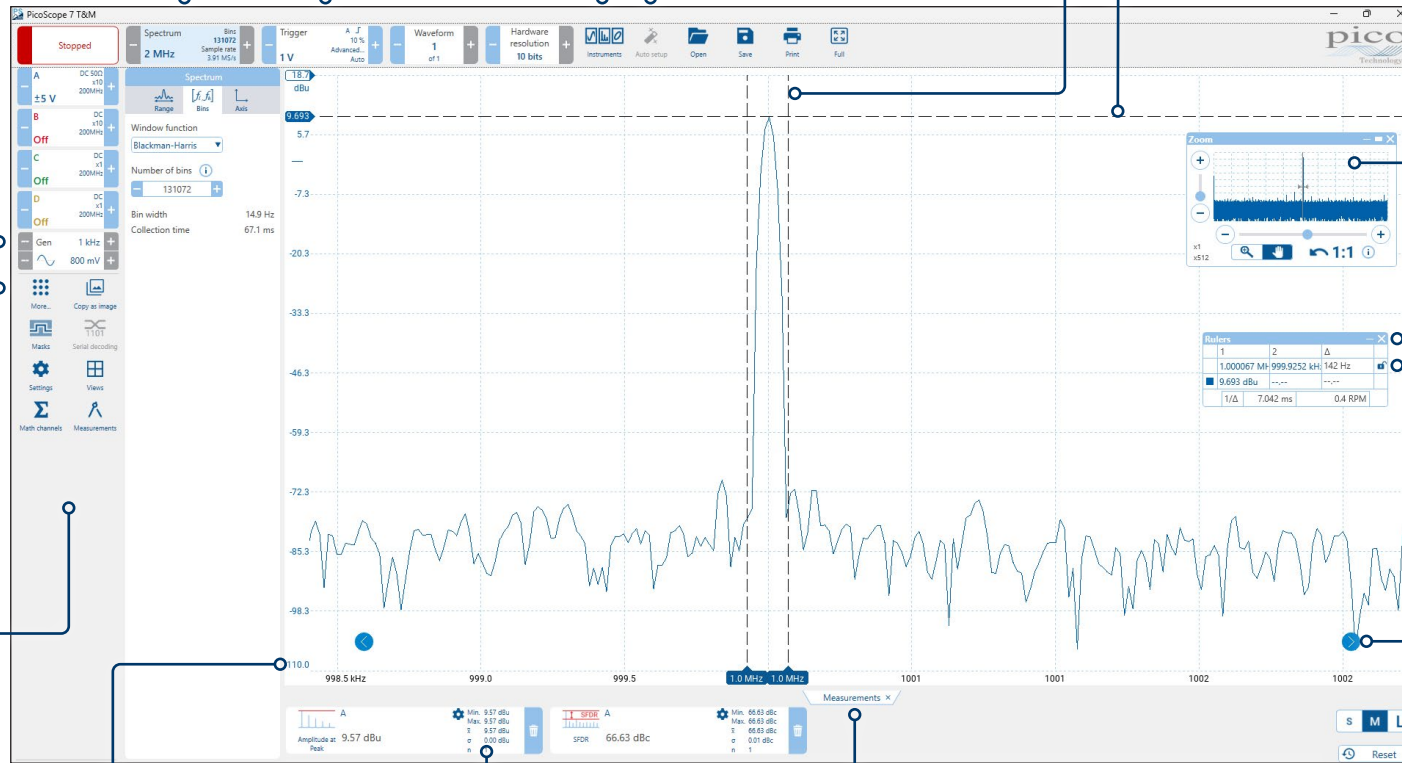 PicoScope 7 T&M
Stopped
Spectrum
2 MHz
Bins
131072
Sample rate
3.91 MS/s
Trigger
1 V
A
10 %
Advanced...
Auto
Waveform
1
of 1
Hardware
resolution
10 bits
Instruments
Auto setup
Open
Save
Print
Full
pico
Technology
A
±5 V
DC 50Ω
x10
200MHz
B
Off
DC
x10
200MHz
C
Off
DC
x1
200MHz
D
Off
DC
x1
200MHz
Gen 1 kHz
800 mV
More... Copy as image
1101
Masks Serial decoding
Settings Views
Math channels Measurements
Spectrum
Range Bins Axis
Window function
Blackman-Harris
Number of bins
131072
Bin width 14.9 Hz
Collection time 67.1 ms
18.7
dBu
9.693
5.7
-7.3
-20.3
-33.3
-46.3
-59.3
-72.3
-85.3
-98.3
110.0
998.5 kHz 999.0 999.5 1.0 MHz 1.0 MHz 1001 1001 1002 1002
Zoom
x1
x512
1:1
Rulers
1 2 Δ
1.000067 MH 999.9252 kH: 142 Hz
9.693 dBu --.-- --.--
1/Δ 7.042 ms 0.4 RPM
Measurements ×
A
Amplitude at
Peak
9.57 dBu
Min. 9.57 dBu
Max. 9.57 dBu
x̄ 9.57 dBu
σ 0.00 dBu
n 1
SFDR A
SFDR 66.63 dBc
Min. 66.63 dBc
Max. 66.63 dBc
x̄ 66.63 dBc
σ 0.01 dBc
n 1
S M L
Reset